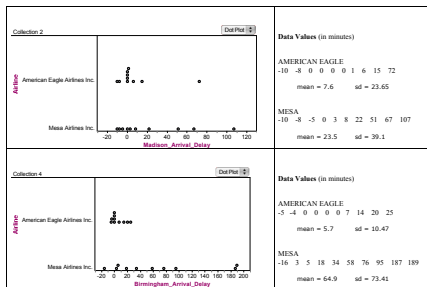 Collection 2
Dot Plot
Airline
American Eagle Airlines Inc.
Mesa Airlines Inc.
-20 0 20 40 60 80 100 120
Madison_Arrival_Delay
Data Values (in minutes)
AMERICAN EAGLE
-10 -8 0 0 0 0 1 6 15 72
mean = 7.6 sd = 23.65
MESA
-10 -8 -5 0 3 8 22 51 67 107
mean = 23.5 sd = 39.1
Collection 4
Dot Plot
Airline
American Eagle Airlines Inc.
Mesa Airlines Inc.
-20 0 20 40 60 80 100 120 140 160 180 200
Birmingham_Arrival_Delay
Data Values (in minutes)
AMERICAN EAGLE
-5 -4 0 0 0 0 7 14 20 25
mean = 5.7 sd = 10.47
MESA
-16 3 5 18 34 58 76 95 187 189
mean = 64.9 sd = 73.41